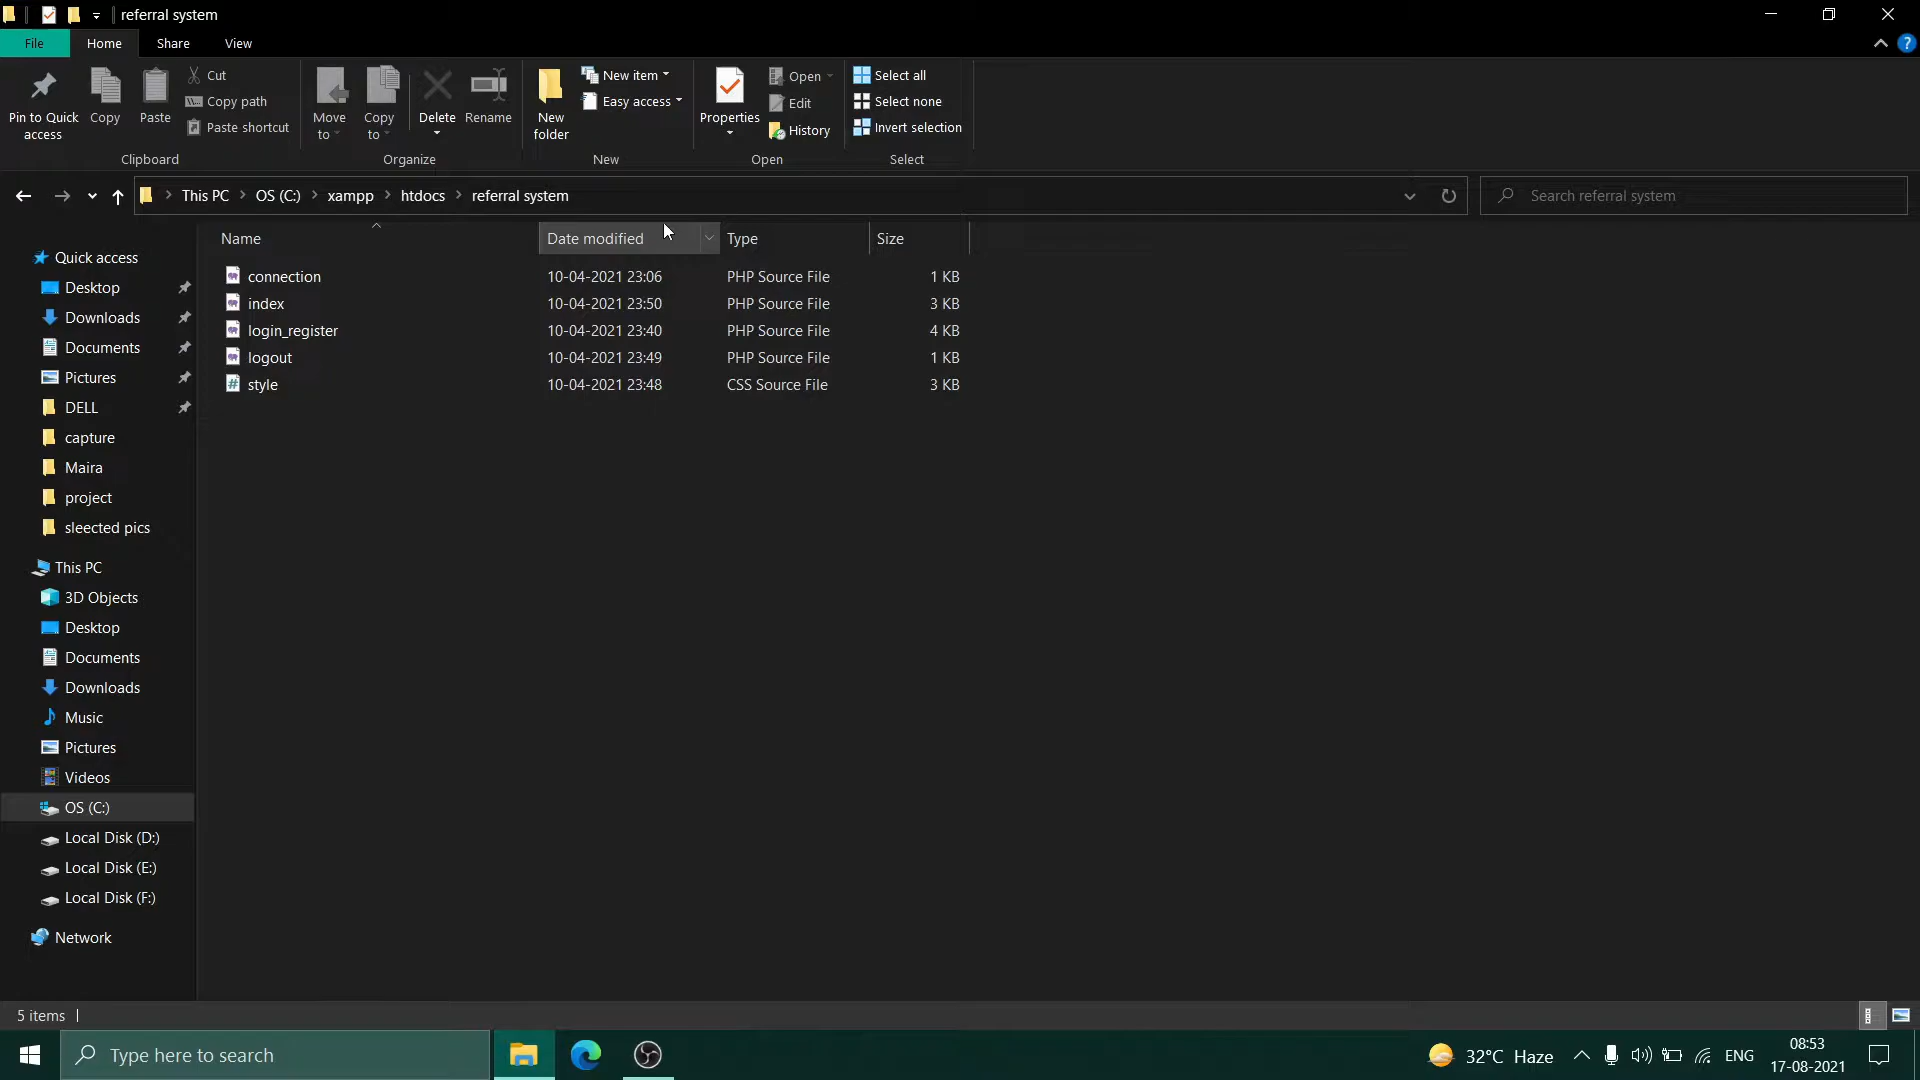 referral system
File Home Share View
Pin to Quick access
Copy
Paste
Cut
Copy path
Paste shortcut
Move to
Copy to
Delete
Rename
New folder
New item
Easy access
Properties
Open
Edit
History
Select all
Select none
Invert selection
Clipboard Organize New Open Select
This PC OS (C:) xampp htdocs referral system
Search referral system
Name Date modified Type Size
connection 10-04-2021 23:06 PHP Source File 1 KB
index 10-04-2021 23:50 PHP Source File 3 KB
login_register 10-04-2021 23:40 PHP Source File 4 KB
logout 10-04-2021 23:49 PHP Source File 1 KB
style 10-04-2021 23:48 CSS Source File 3 KB
Quick access
Desktop
Downloads
Documents
Pictures
DELL
capture
Maira
project
sleected pics
This PC
3D Objects
Desktop
Documents
Downloads
Music
Pictures
Videos
OS (C:)
Local Disk (D:)
Local Disk (E:)
Local Disk (F:)
Network
5 items
Type here to search
32°C Haze
ENG
08:53
17-08-2021